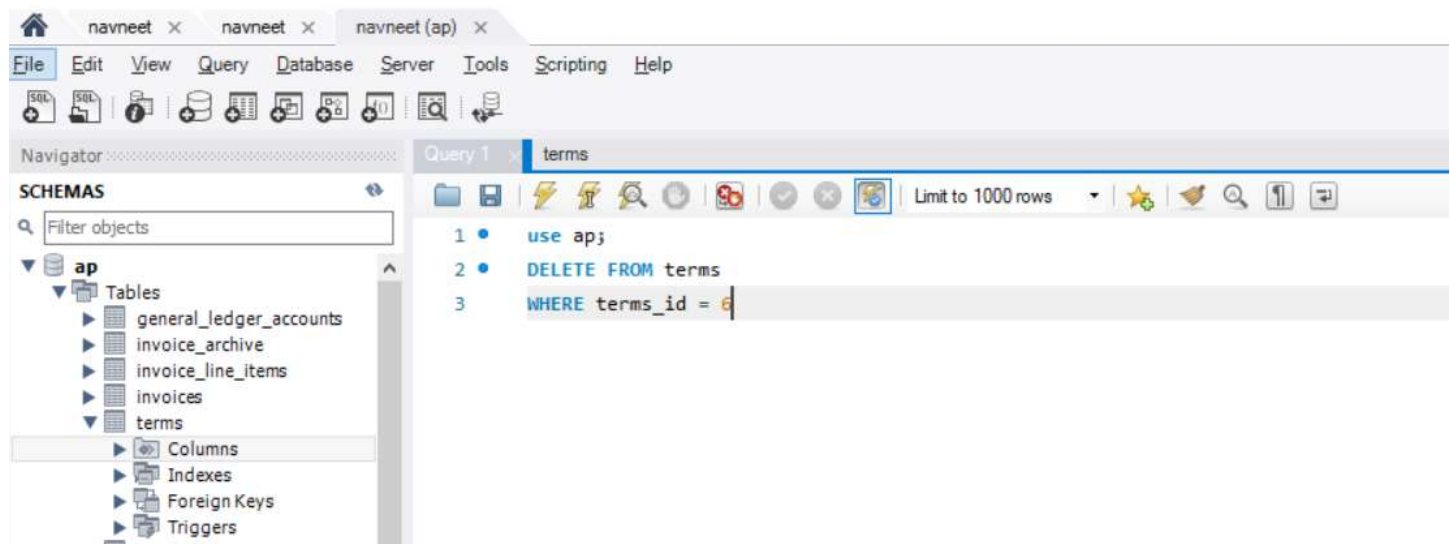 navneet navneet navneet (ap)
File Edit View Query Database Server Tools Scripting Help
Navigator
Query 1 terms
SCHEMAS
Limit to 1000 rows
Filter objects
1 use ap;
2 DELETE FROM terms
3 WHERE terms_id = 6
ap
Tables
general_ledger_accounts
invoice_archive
invoice_line_items
invoices
terms
Columns
Indexes
Foreign Keys
Triggers